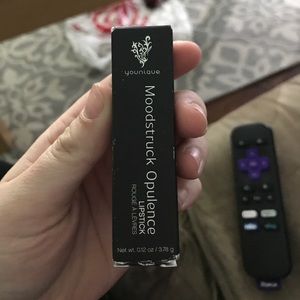 YOUNIQUE
Moodstruck Opulence
LIPSTICK
ROUGE À LÈVRES
Net wt. 0.12 oz / 3.78 g
Roku